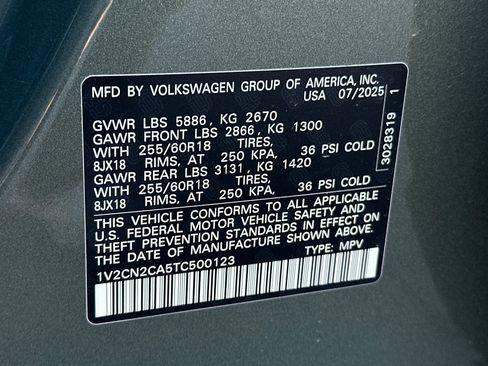 MFD BY VOLKSWAGEN GROUP OF AMERICA, INC.
USA 07/2025
GVWR LBS 5886, KG 2670
GAWR FRONT LBS 2866, KG 1300
WITH 255/60R18 TIRES,
8JX18 RIMS, AT 250 KPA, 36 PSI COLD
GAWR REAR LBS 3131, KG 1420
WITH 255/60R18 TIRES,
8JX18 RIMS, AT 250 KPA, 36 PSI COLD
THIS VEHICLE CONFORMS TO ALL APPLICABLE
U.S. FEDERAL MOTOR VEHICLE SAFETY AND
THEFT PREVENTION STANDARDS IN EFFECT ON
THE DATE OF MANUFACTURE SHOWN ABOVE.
1V2CN2CA5TC500123 TYPE: MPV
3028319 1